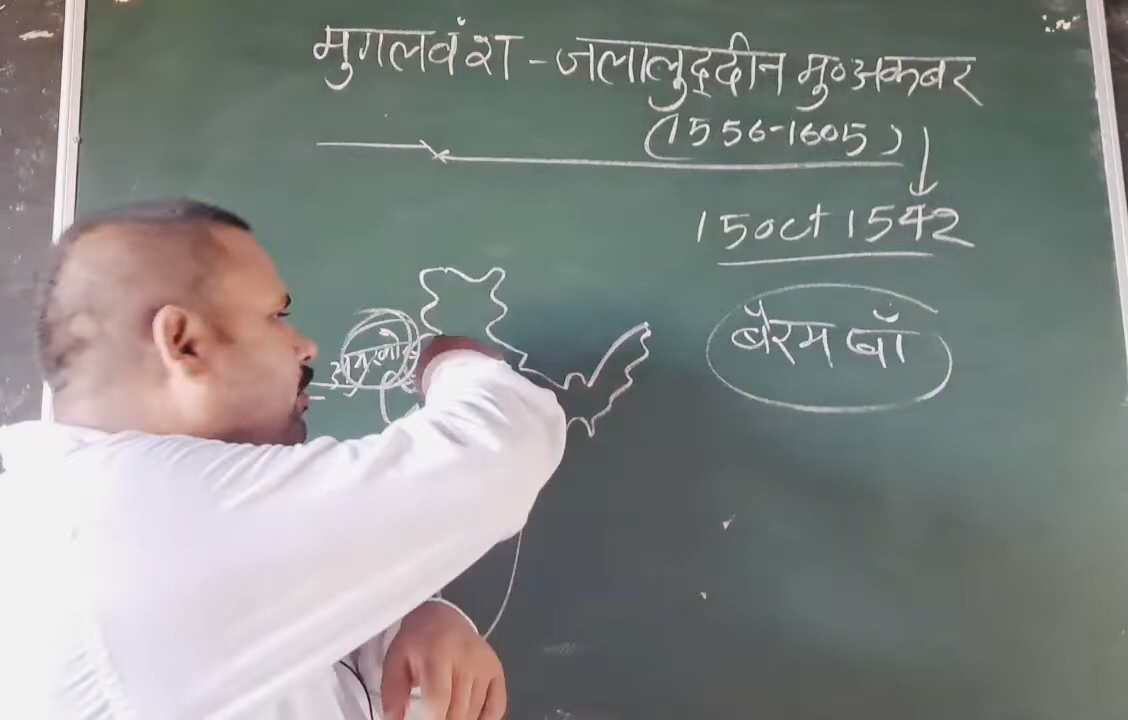 मुगलवंश - जलालुद्दीन मु० अकबर
(1556-1605)
15 oct 1542
बैरम खाँ